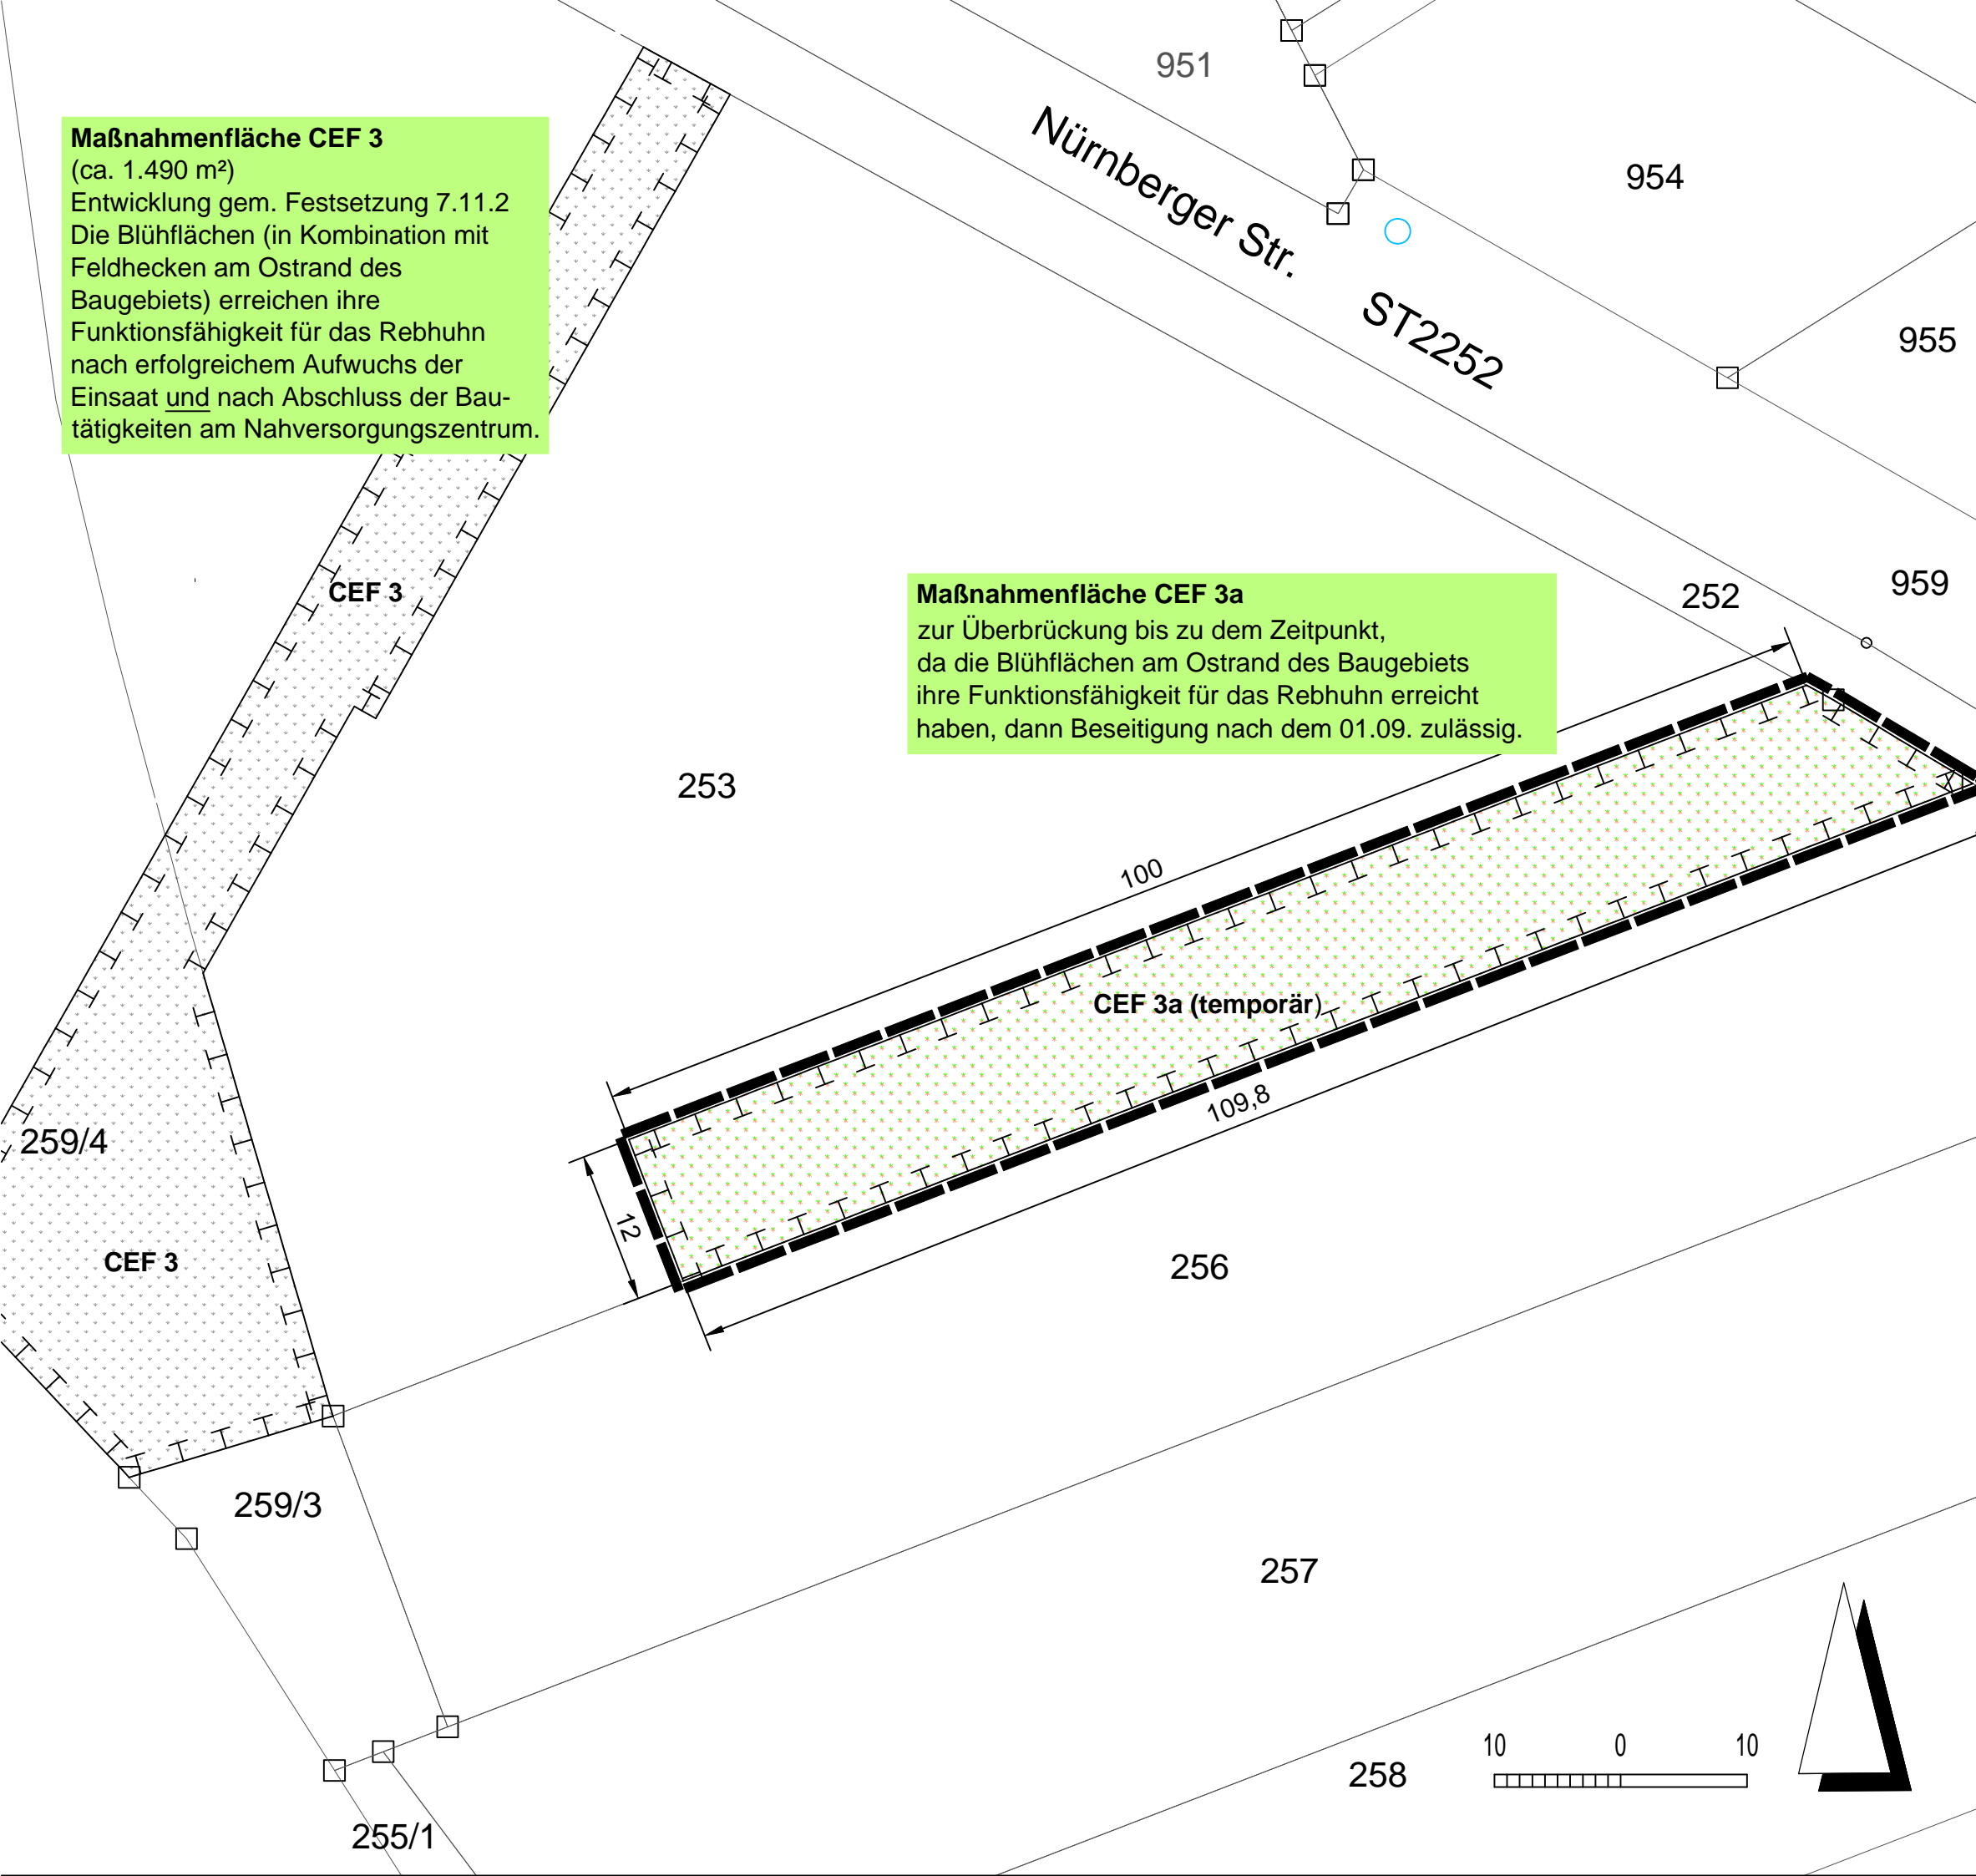 951
Nürnberger Str.
ST2252
954
955
Maßnahmenfläche CEF 3
(ca. 1.490 m²)
Entwicklung gem. Festsetzung 7.11.2
Die Blühflächen (in Kombination mit
Feldhecken am Ostrand des
Baugebiets) erreichen ihre
Funktionsfähigkeit für das Rebhuhn
nach erfolgreichem Aufwuchs der
Einsaat und nach Abschluss der Bau-
tätigkeiten am Nahversorgungszentrum.
CEF 3
Maßnahmenfläche CEF 3a
zur Überbrückung bis zu dem Zeitpunkt,
da die Blühflächen am Ostrand des Baugebiets
ihre Funktionsfähigkeit für das Rebhuhn erreicht
haben, dann Beseitigung nach dem 01.09. zulässig.
252
959
253
100
CEF 3a (temporär)
109,8
12
259/4
CEF 3
256
259/3
257
258
10 0 10
255/1